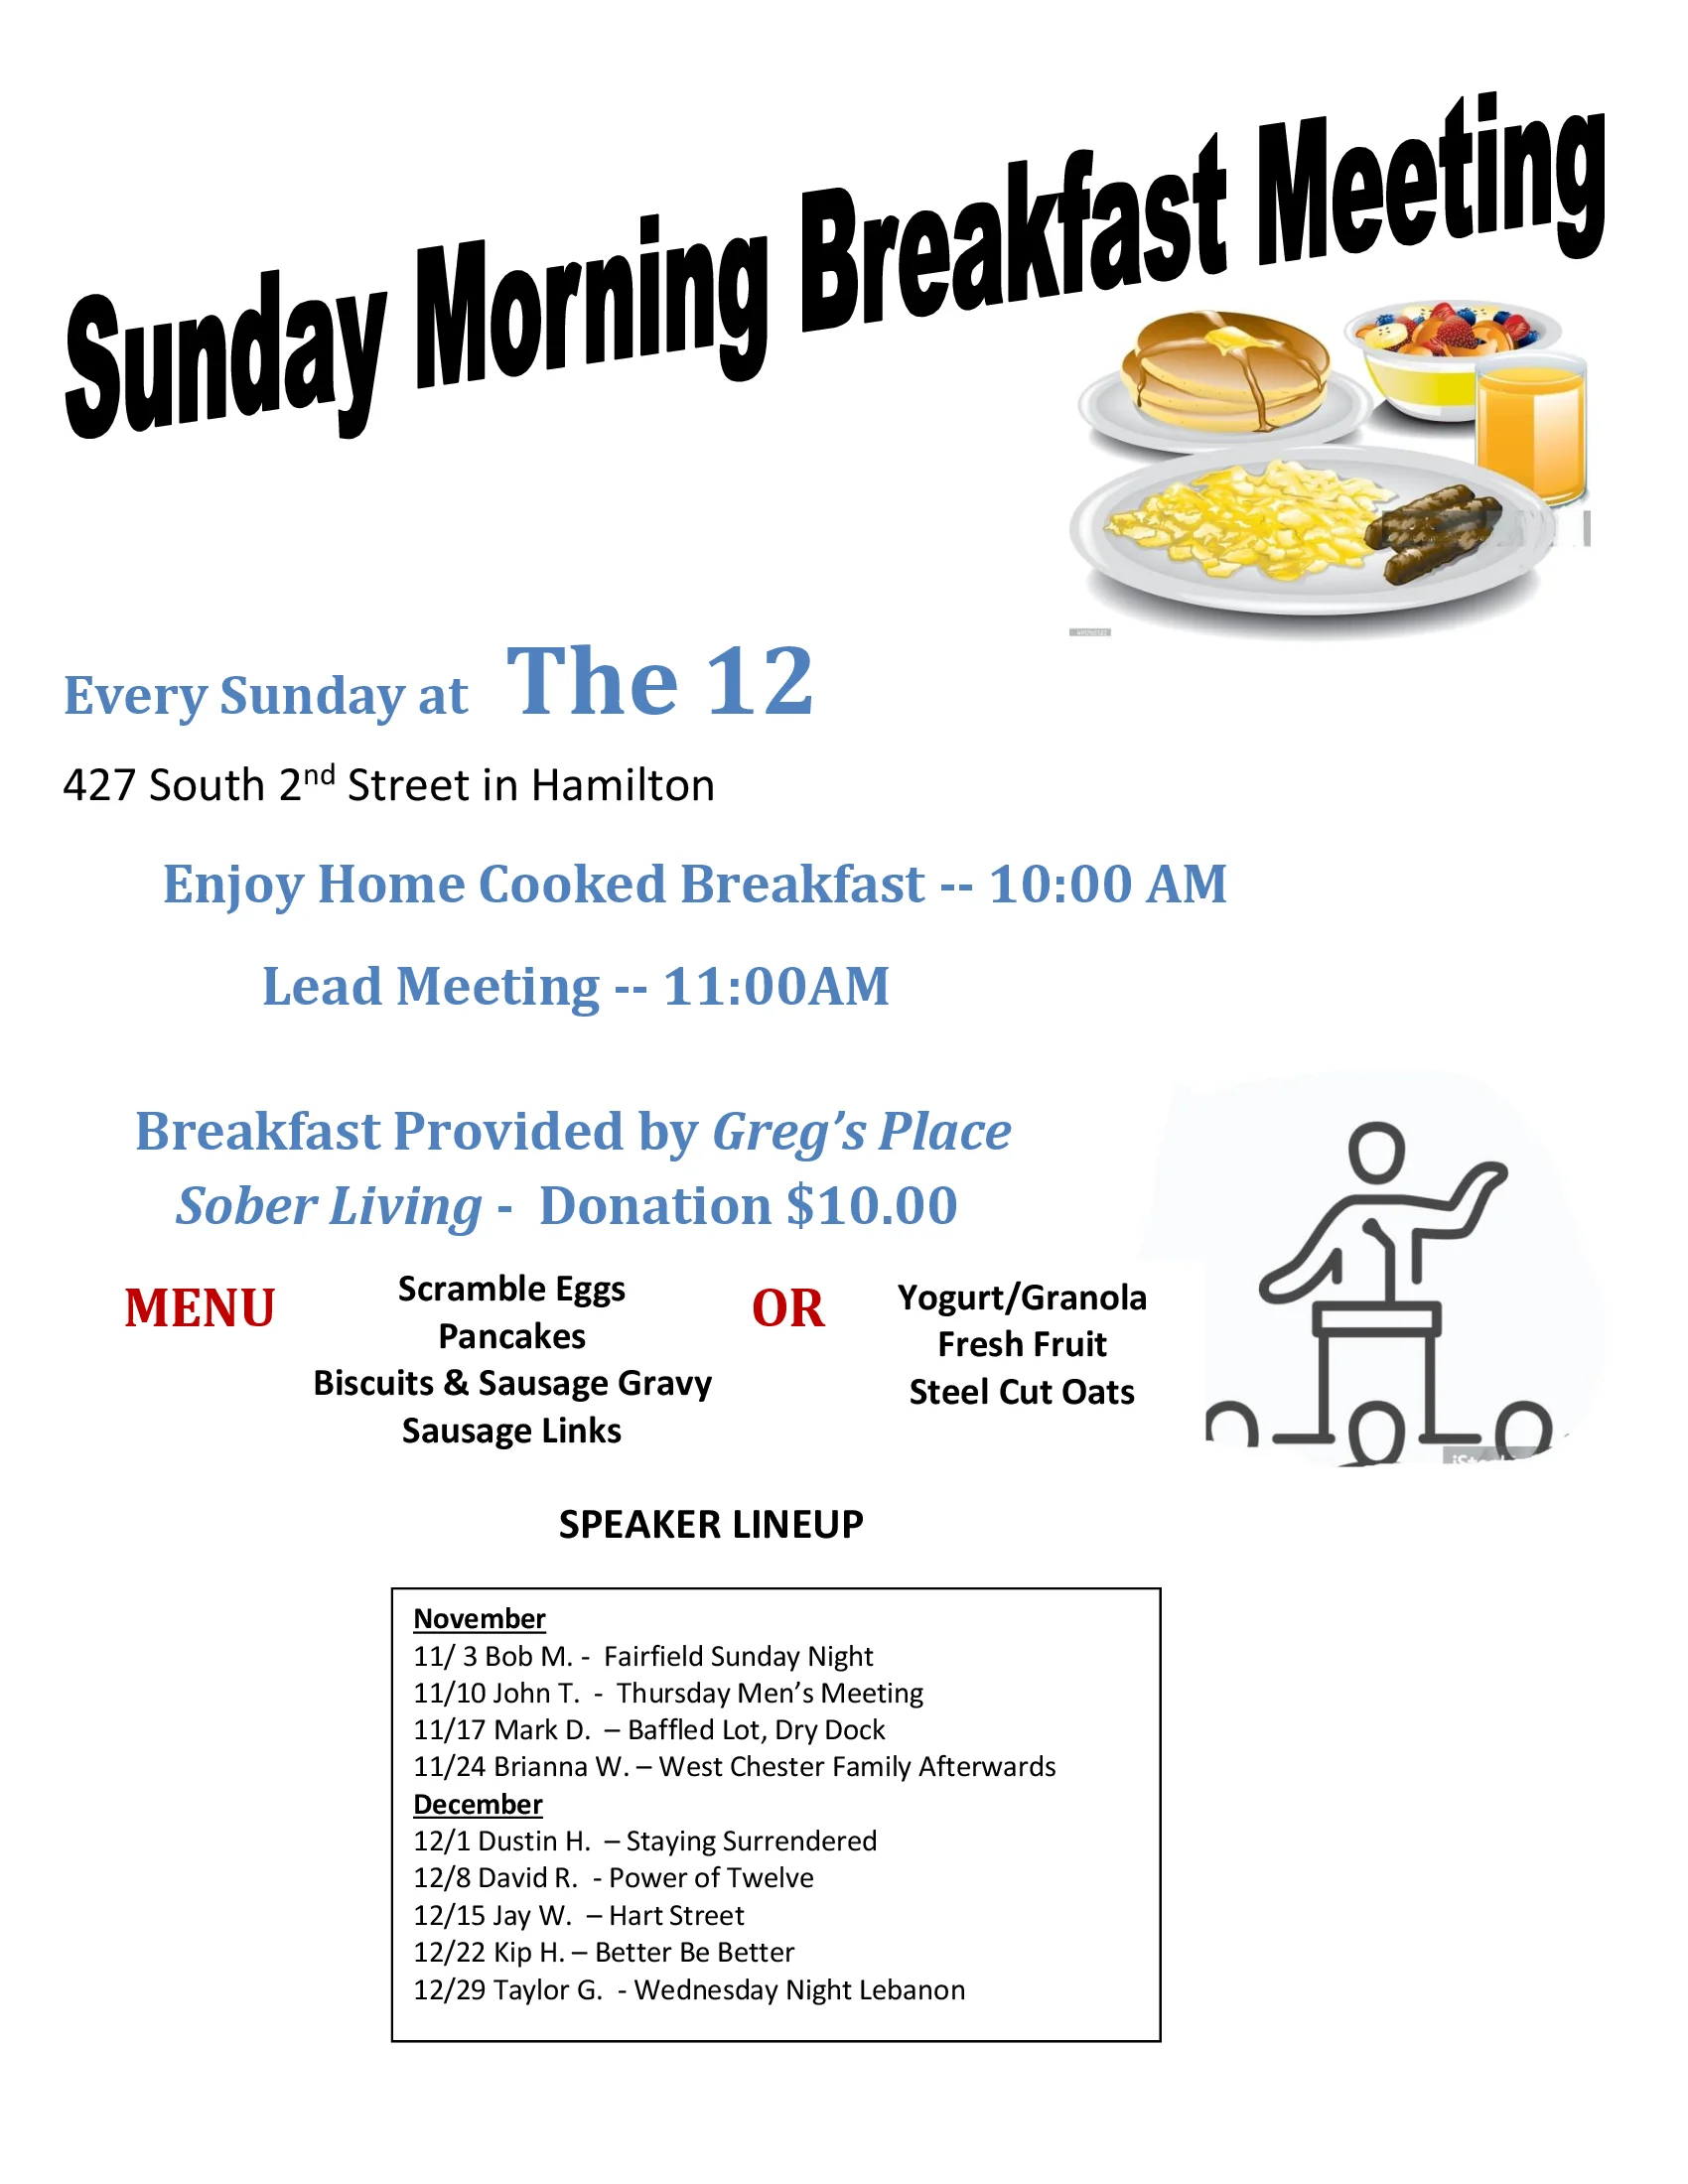 Sunday Morning Breakfast Meeting
Every Sunday at The 12
427 South 2nd Street in Hamilton
Enjoy Home Cooked Breakfast -- 10:00 AM
Lead Meeting -- 11:00AM
Breakfast Provided by Greg’s Place
Sober Living - Donation $10.00
MENU
Scramble Eggs
Pancakes
Biscuits & Sausage Gravy
Sausage Links
OR
Yogurt/Granola
Fresh Fruit
Steel Cut Oats
SPEAKER LINEUP
November
11/ 3 Bob M. - Fairfield Sunday Night
11/10 John T. - Thursday Men’s Meeting
11/17 Mark D. – Baffled Lot, Dry Dock
11/24 Brianna W. – West Chester Family Afterwards
December
12/1 Dustin H. – Staying Surrendered
12/8 David R. - Power of Twelve
12/15 Jay W. – Hart Street
12/22 Kip H. – Better Be Better
12/29 Taylor G. - Wednesday Night Lebanon